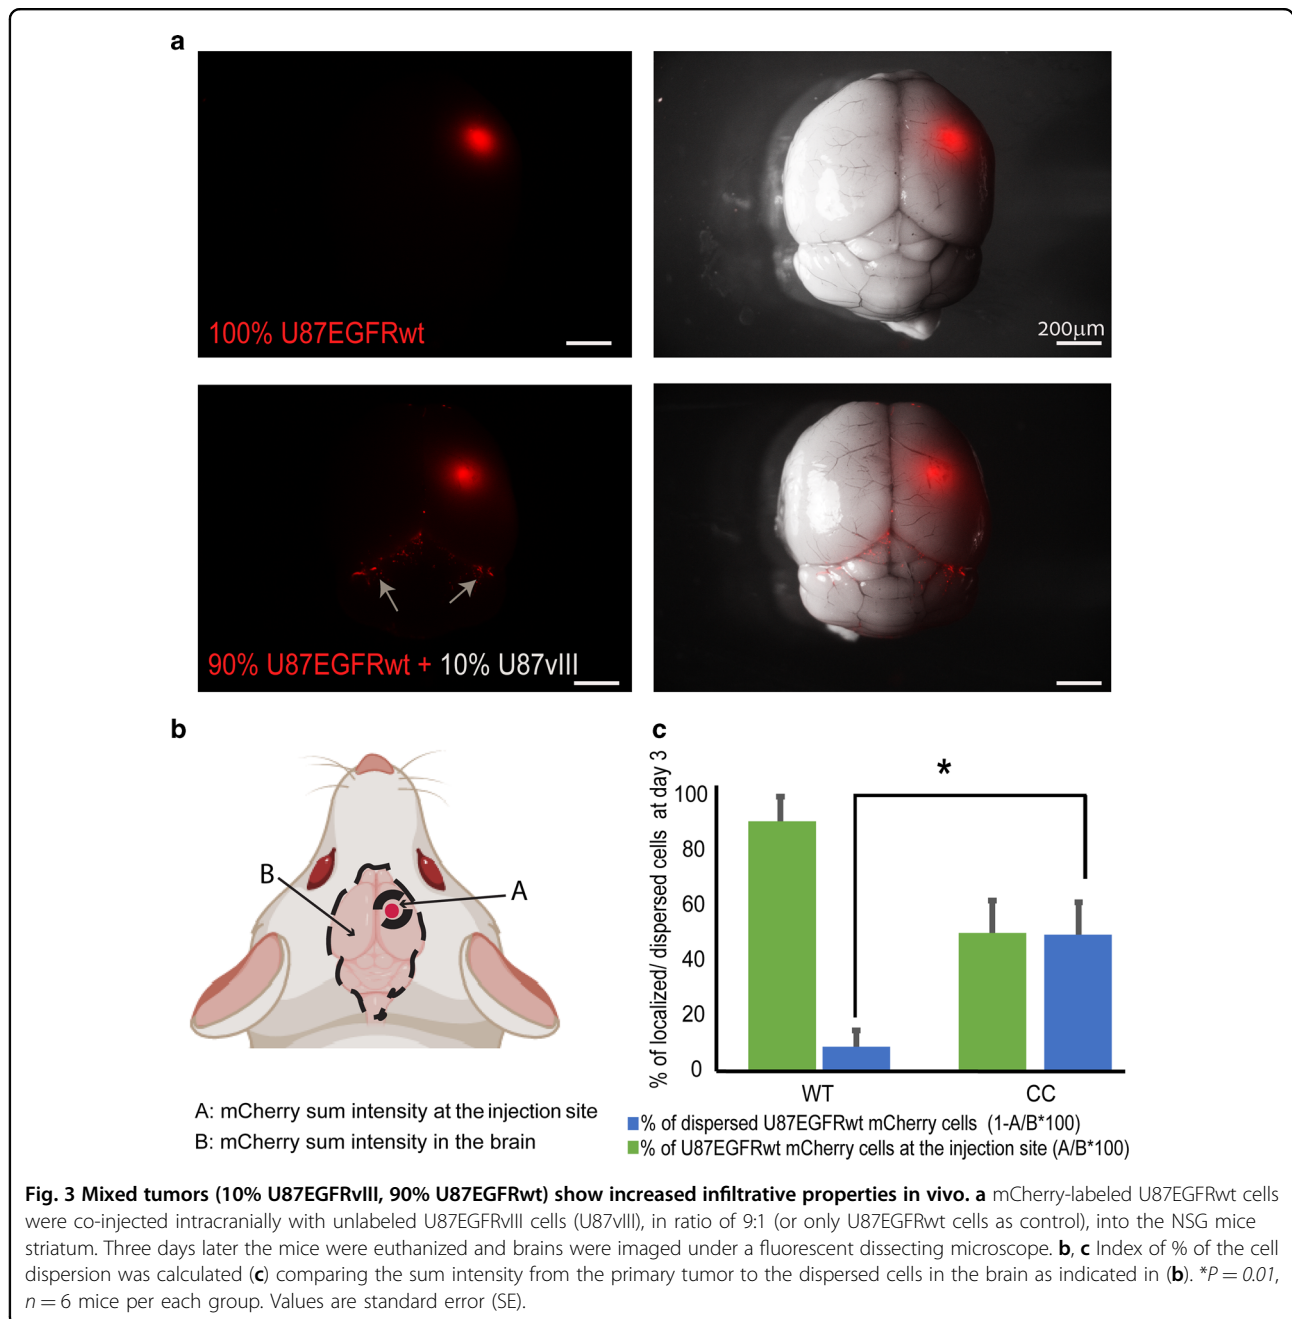 a
100% U87EGFRwt
200µm
90% U87EGFRwt + 10% U87vIII
b
B
A
A: mCherry sum intensity at the injection site
B: mCherry sum intensity in the brain
c
% of localized/ dispersed cells at day 3
100
80
60
40
20
0
*
WT
CC
% of dispersed U87EGFRwt mCherry cells (1-A/B*100)
% of U87EGFRwt mCherry cells at the injection site (A/B*100)
Fig. 3 Mixed tumors (10% U87EGFRvIII, 90% U87EGFRwt) show increased infiltrative properties in vivo. a mCherry-labeled U87EGFRwt cells
were co-injected intracranially with unlabeled U87EGFRvIII cells (U87vIII), in ratio of 9:1 (or only U87EGFRwt cells as control), into the NSG mice
striatum. Three days later the mice were euthanized and brains were imaged under a fluorescent dissecting microscope. b, c Index of % of the cell
dispersion was calculated (c) comparing the sum intensity from the primary tumor to the dispersed cells in the brain as indicated in (b). *P = 0.01,
n = 6 mice per each group. Values are standard error (SE).